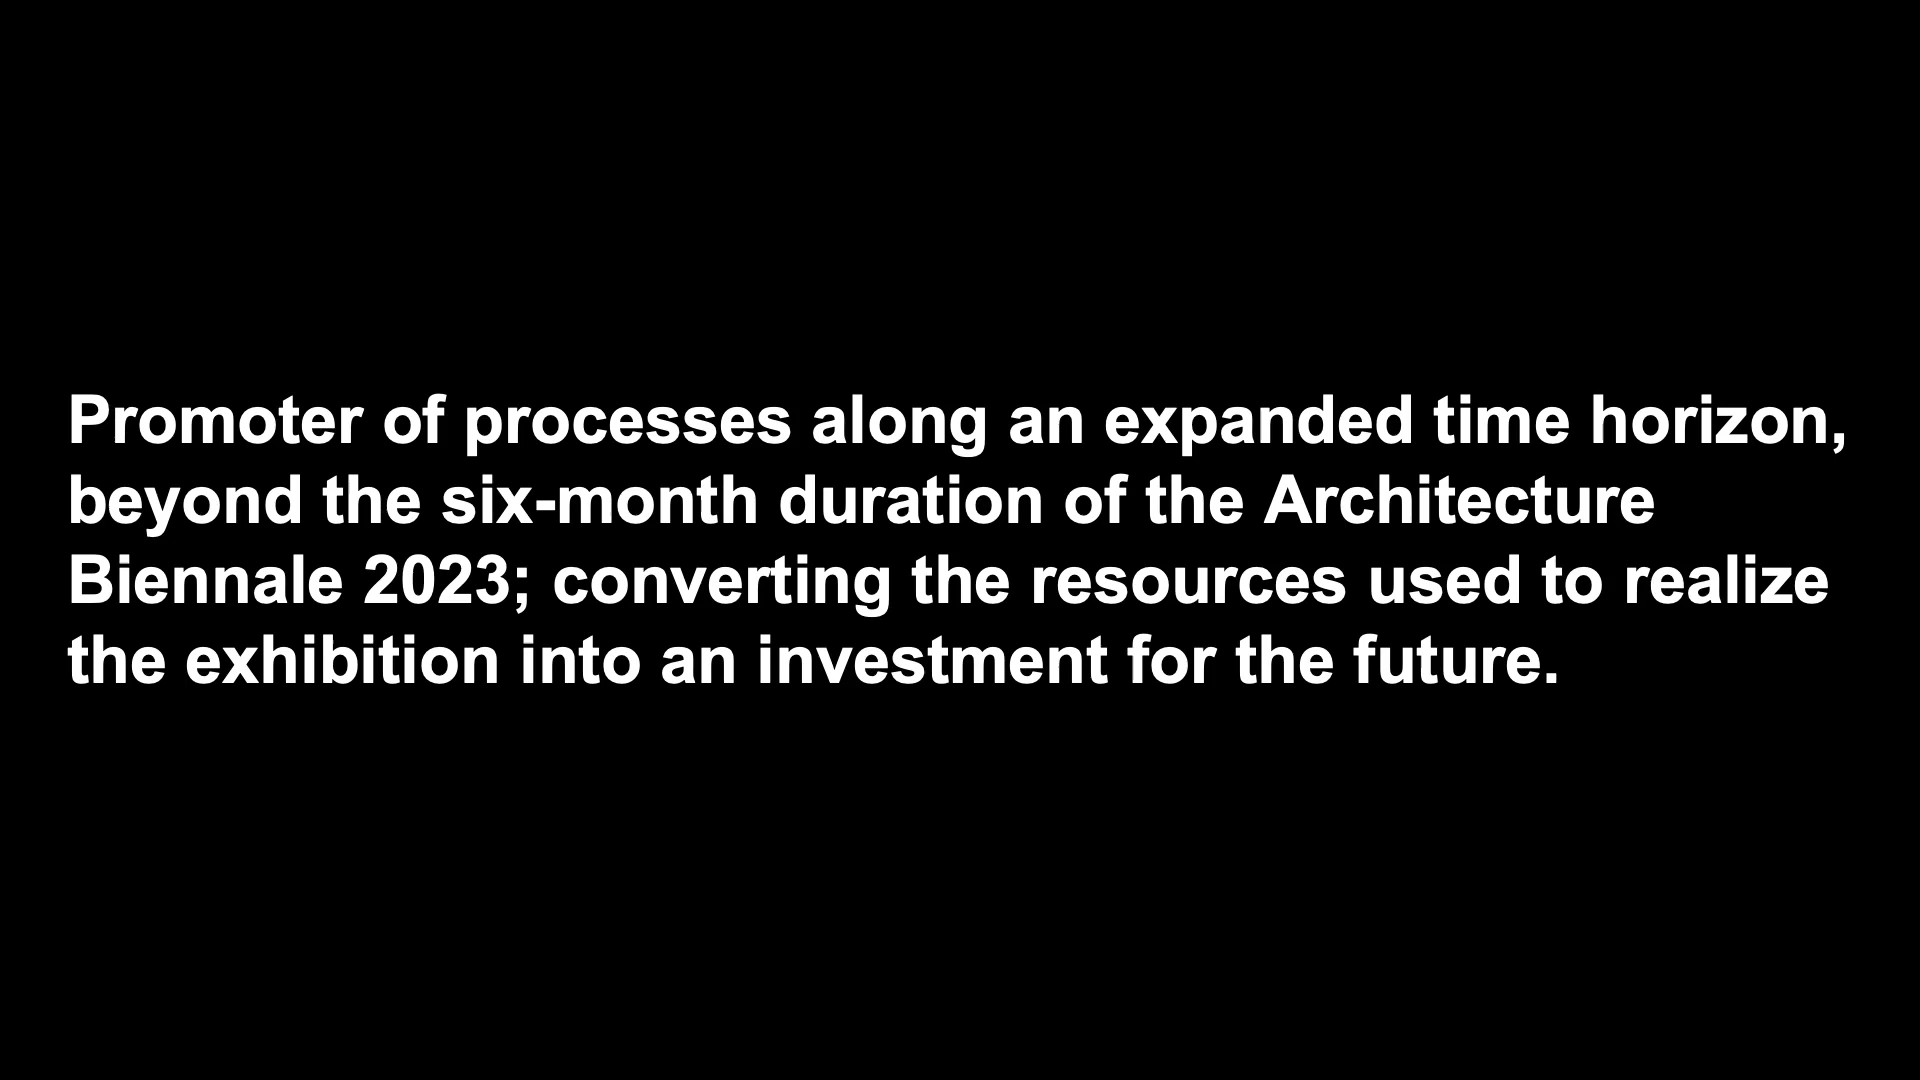 Promoter of processes along an expanded time horizon,
beyond the six-month duration of the Architecture
Biennale 2023; converting the resources used to realize
the exhibition into an investment for the future.